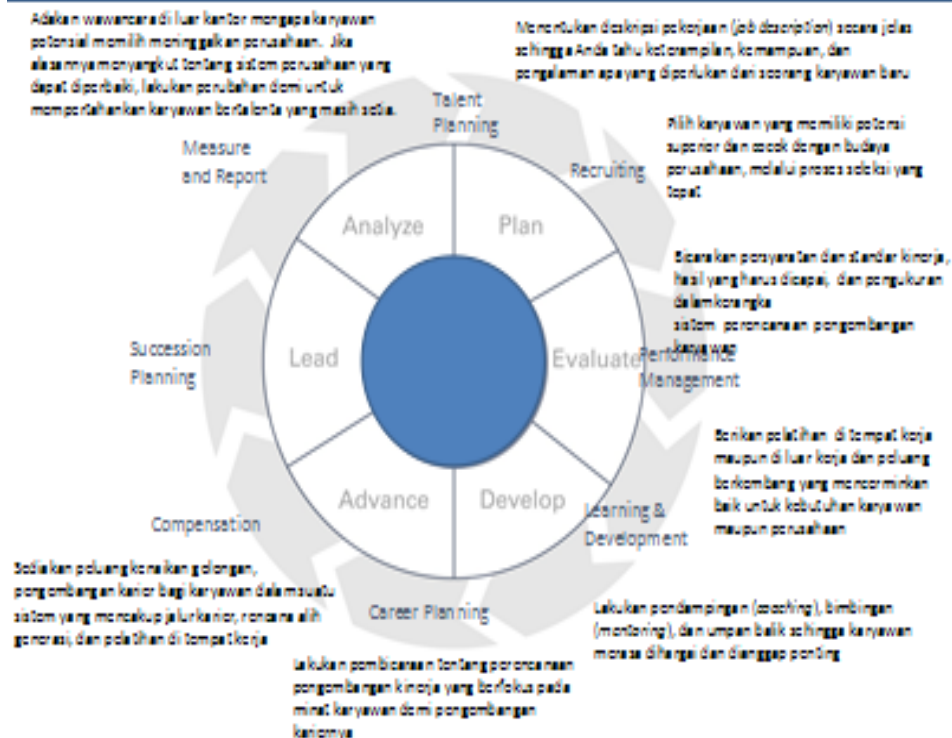 Adakan wawancara di luar kantor mengapa karyawan
potensial memilih meninggalkan perusahaan. Jika
alasannya menyangkut tentang sistem perusahaan yang
dapat diperbaiki, lakukan perubahan demi untuk
mempertahankan karyawan bertalenta yang masih setia.
Menentukan deskripsi pekerjaan (job description) secara jelas
sehingga Anda tahu keterampilan, kemampuan, dan
pengalaman apa yang diperlukan dari seorang karyawan baru
Talent
Planning
Measure
and Report
Recruiting
Pilih karyawan yang memiliki potensi
superior dan cocok dengan budaya
perusahaan, melalui proses seleksi yang
tepat
Analyze
Plan
Bicarakan persyaratan dan standar kinerja,
hasil yang harus dicapai, dan pengukuran
dalam kerangka
sistem perencanaan pengembangan
karyawan
Succession
Planning
Lead
Evaluate
Performance
Management
Berikan pelatihan di tempat kerja
maupun di luar kerja dan peluang
berkembang yang mencerminkan
baik untuk kebutuhan karyawan
maupun perusahaan
Advance
Develop
Learning &
Development
Compensation
Sediakan peluang kenaikan golongan,
pengembangan karier bagi karyawan dalam suatu
sistem yang mencakup jalur karier, rencana alih
generasi, dan pelatihan di tempat kerja
Career Planning
Lakukan pendampingan (coaching), bimbingan
(mentoring), dan umpan balik sehingga karyawan
merasa dihargai dan dianggap penting
Lakukan pembicaraan tentang perencanaan
pengembangan kinerja yang berfokus pada
minat karyawan demi pengembangan
kariernya